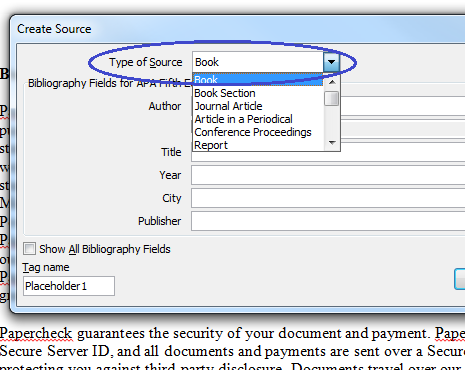 Create Source
Type of Source Book
Book
Bibliography Fields for APA Fifth E
Book Section
Author Journal Article
Article in a Periodical
Conference Proceedings
Title Report
Year
City
Publisher
Show All Bibliography Fields
Tag name
Placeholder1
Papercheck guarantees the security of your document and payment. Pape
Secure Server ID, and all documents and payments are sent over a Secure
protecting you against third party disclosure. Documents travel over our